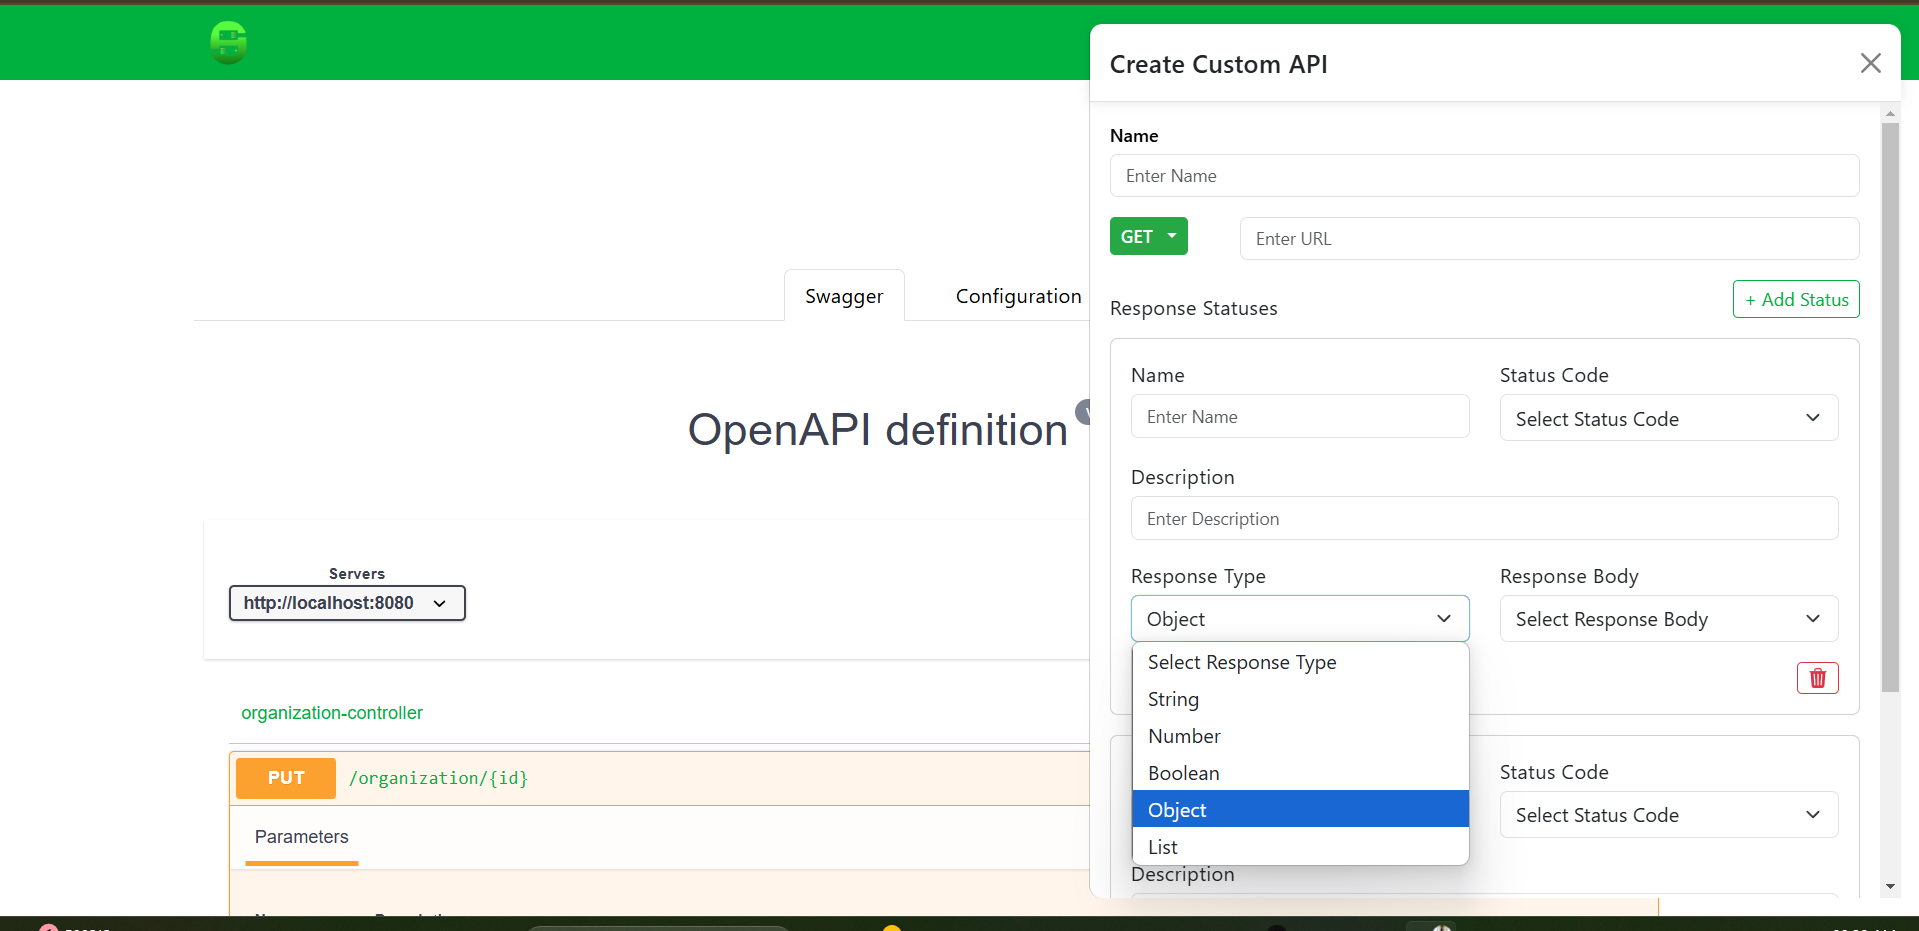 Create Custom API
Name
Enter Name
GET
Enter URL
Swagger
Configuration
Response Statuses
+ Add Status
Name
Status Code
Enter Name
Select Status Code
OpenAPI definition
Description
Enter Description
Servers
http://localhost:8080
Response Type
Response Body
Object
Select Response Body
Select Response Type
String
Number
Boolean
Object
List
organization-controller
PUT /organization/{id}
Parameters
Status Code
Select Status Code
Description